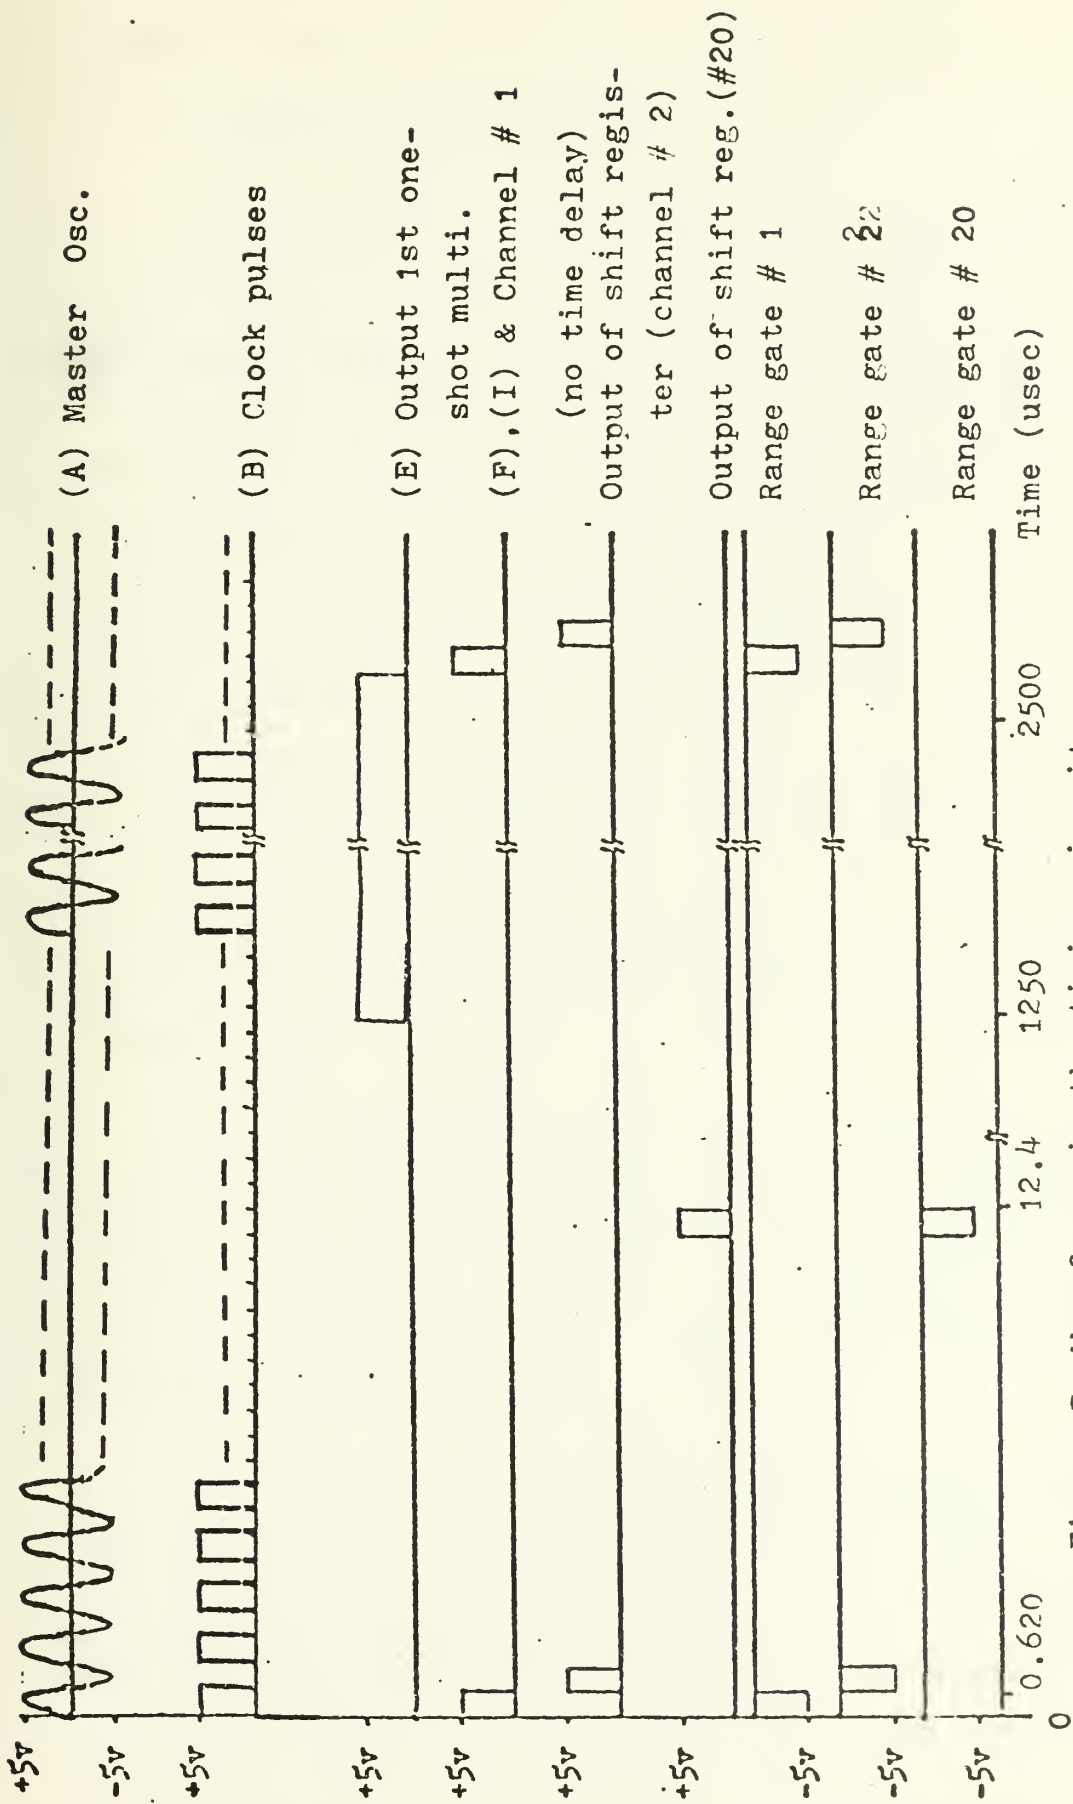 +5v
-5v
(A) Master Osc.
+5v
(B) Clock pulses
+5v
(E) Output 1st one-
shot multi.
+5v
(F),(I) & Channel # 1
(no time delay)
+5v
Output of shift regis-
ter (channel # 2)
+5v
Output of shift reg.(#20)
-5v
Range gate # 1
-5v
Range gate #
-5v
Range gate # 20
0
0.620
12.4
1250
2500
Time (usec)